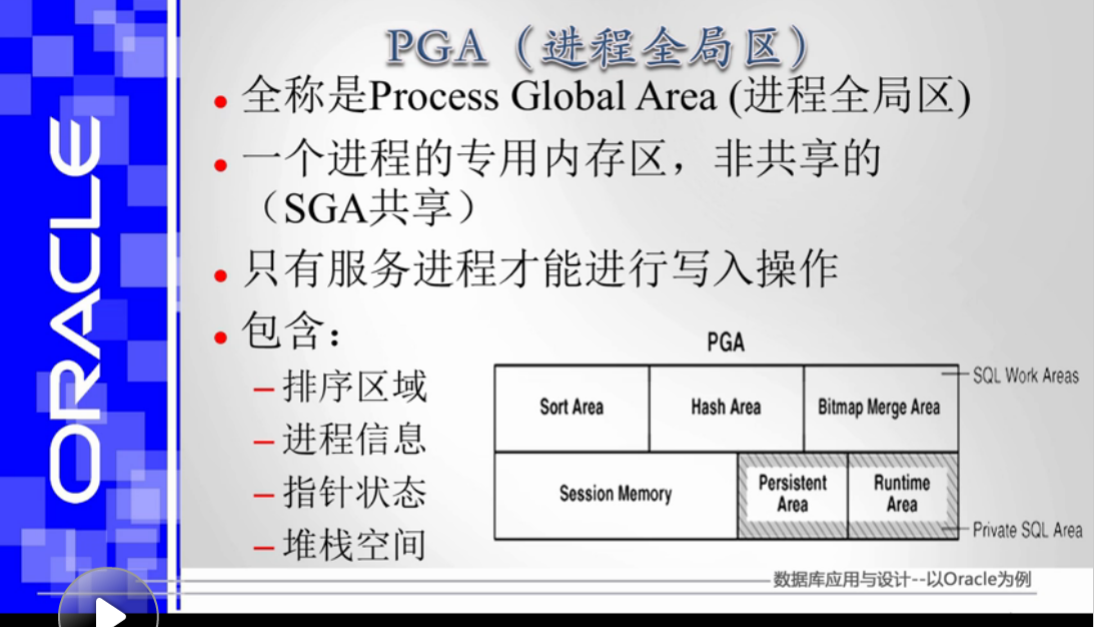 PGA（进程全局区）
• 全称是Process Global Area (进程全局区)
• 一个进程的专用内存区，非共享的
（SGA共享）
• 只有服务进程才能进行写入操作
• 包含：
– 排序区域
– 进程信息
– 指针状态
– 堆栈空间
PGA
SQL Work Areas
Sort Area
Hash Area
Bitmap Merge Area
Session Memory
Persistent
Area
Runtime
Area
Private SQL Area
ORACLE
数据库应用与设计--以Oracle为例